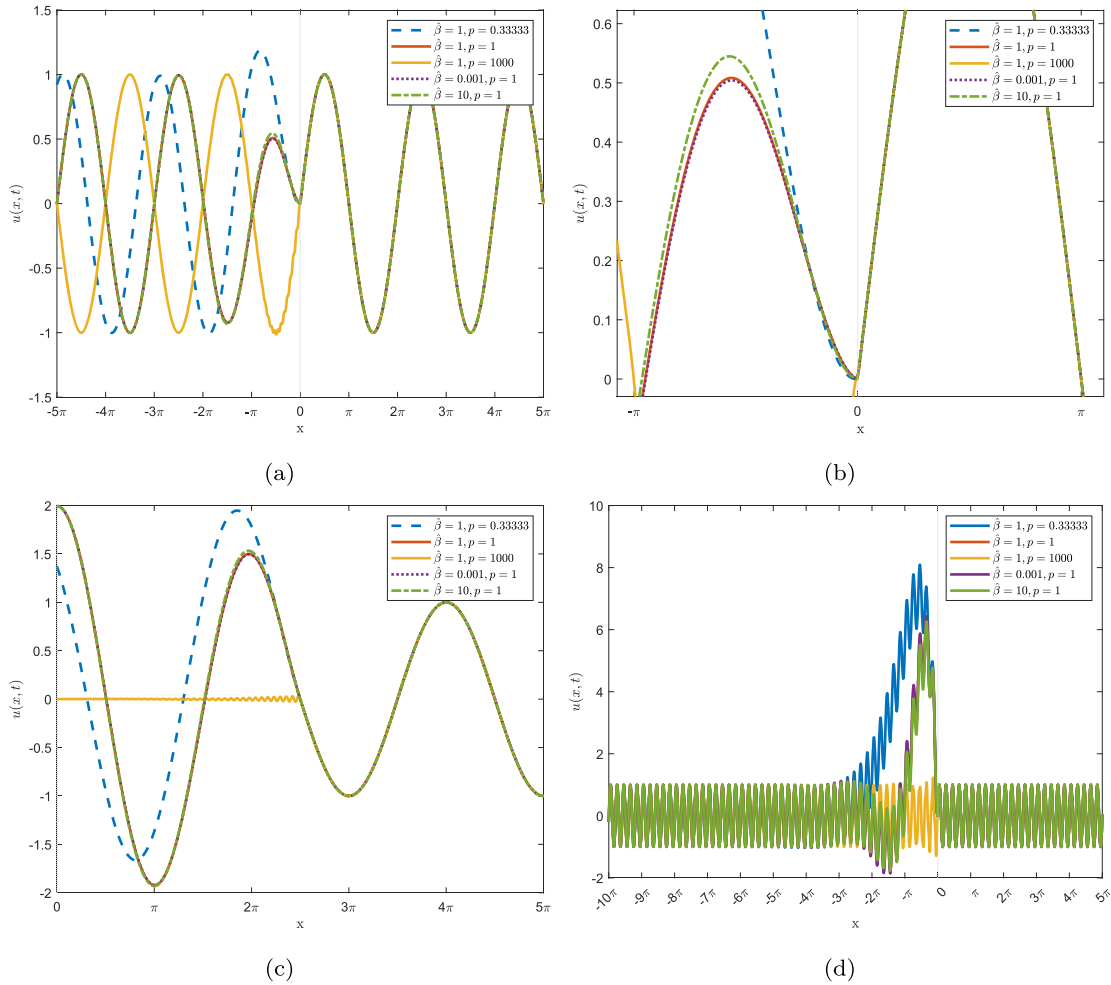 1.5
1
0.5
0
-0.5
-1
-1.5
u(x, t)
-5π -4π -3π -2π -π 0 π 2π 3π 4π 5π
x
β̂ = 1, p = 0.33333
β̂ = 1, p = 1
β̂ = 1, p = 1000
β̂ = 0.001, p = 1
β̂ = 10, p = 1
(a)
0.6
0.5
0.4
0.3
0.2
0.1
0
u(x, t)
-π 0 π
x
β̂ = 1, p = 0.33333
β̂ = 1, p = 1
β̂ = 1, p = 1000
β̂ = 0.001, p = 1
β̂ = 10, p = 1
(b)
2
1.5
1
0.5
0
-0.5
-1
-1.5
-2
u(x, t)
0 π 2π 3π 4π 5π
x
β̂ = 1, p = 0.33333
β̂ = 1, p = 1
β̂ = 1, p = 1000
β̂ = 0.001, p = 1
β̂ = 10, p = 1
(c)
10
8
6
4
2
0
-2
u(x, t)
-10π -9π -8π -7π -6π -5π -4π -3π -2π -π 0 π 2π 3π 4π 5π
x
β̂ = 1, p = 0.33333
β̂ = 1, p = 1
β̂ = 1, p = 1000
β̂ = 0.001, p = 1
β̂ = 10, p = 1
(d)